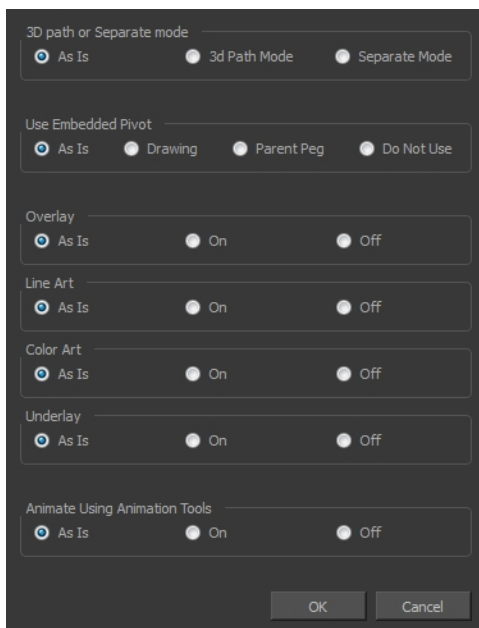 3D path or Separate mode
As Is 3d Path Mode Separate Mode
Use Embedded Pivot
As Is Drawing Parent Peg Do Not Use
Overlay
As Is On Off
Line Art
As Is On Off
Color Art
As Is On Off
Underlay
As Is On Off
Animate Using Animation Tools
As Is On Off
OK Cancel